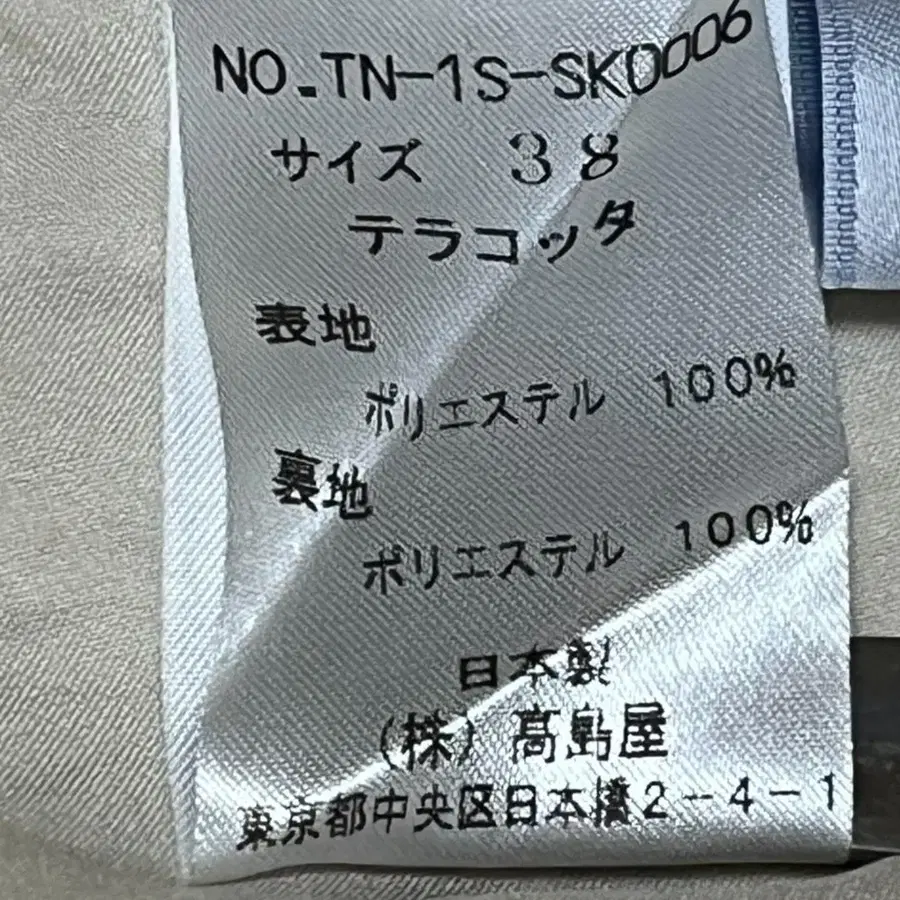 NO.TN-1S-SK0006
サイズ 38
テラコッタ
表地
ポリエステル 100%
裏地
ポリエステル 100%
日本製
(株)高島屋
東京都中央区日本橋2-4-1